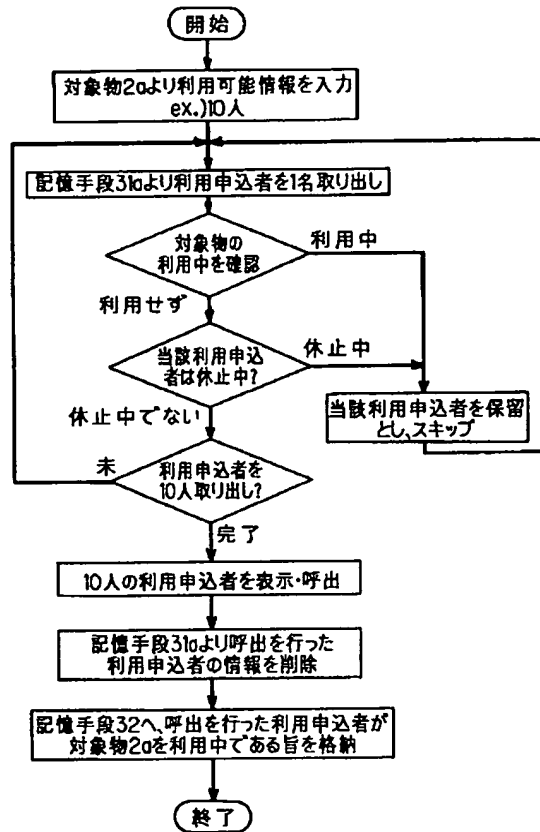 開始
対象物2aより利用可能情報を入力
ex.)10人
記憶手段31aより利用申込者を1名取り出し
対象物の
利用中を確認
利用中
利用せず
当該利用申込
者は休止中?
休止中
当該利用申込者を保留
とし、スキップ
休止中でない
利用申込者を
10人取り出し?
未
完了
10人の利用申込者を表示・呼出
記憶手段31aより呼出を行った
利用申込者の情報を削除
記憶手段32へ、呼出を行った利用申込者が
対象物2aを利用中である旨を格納
終了